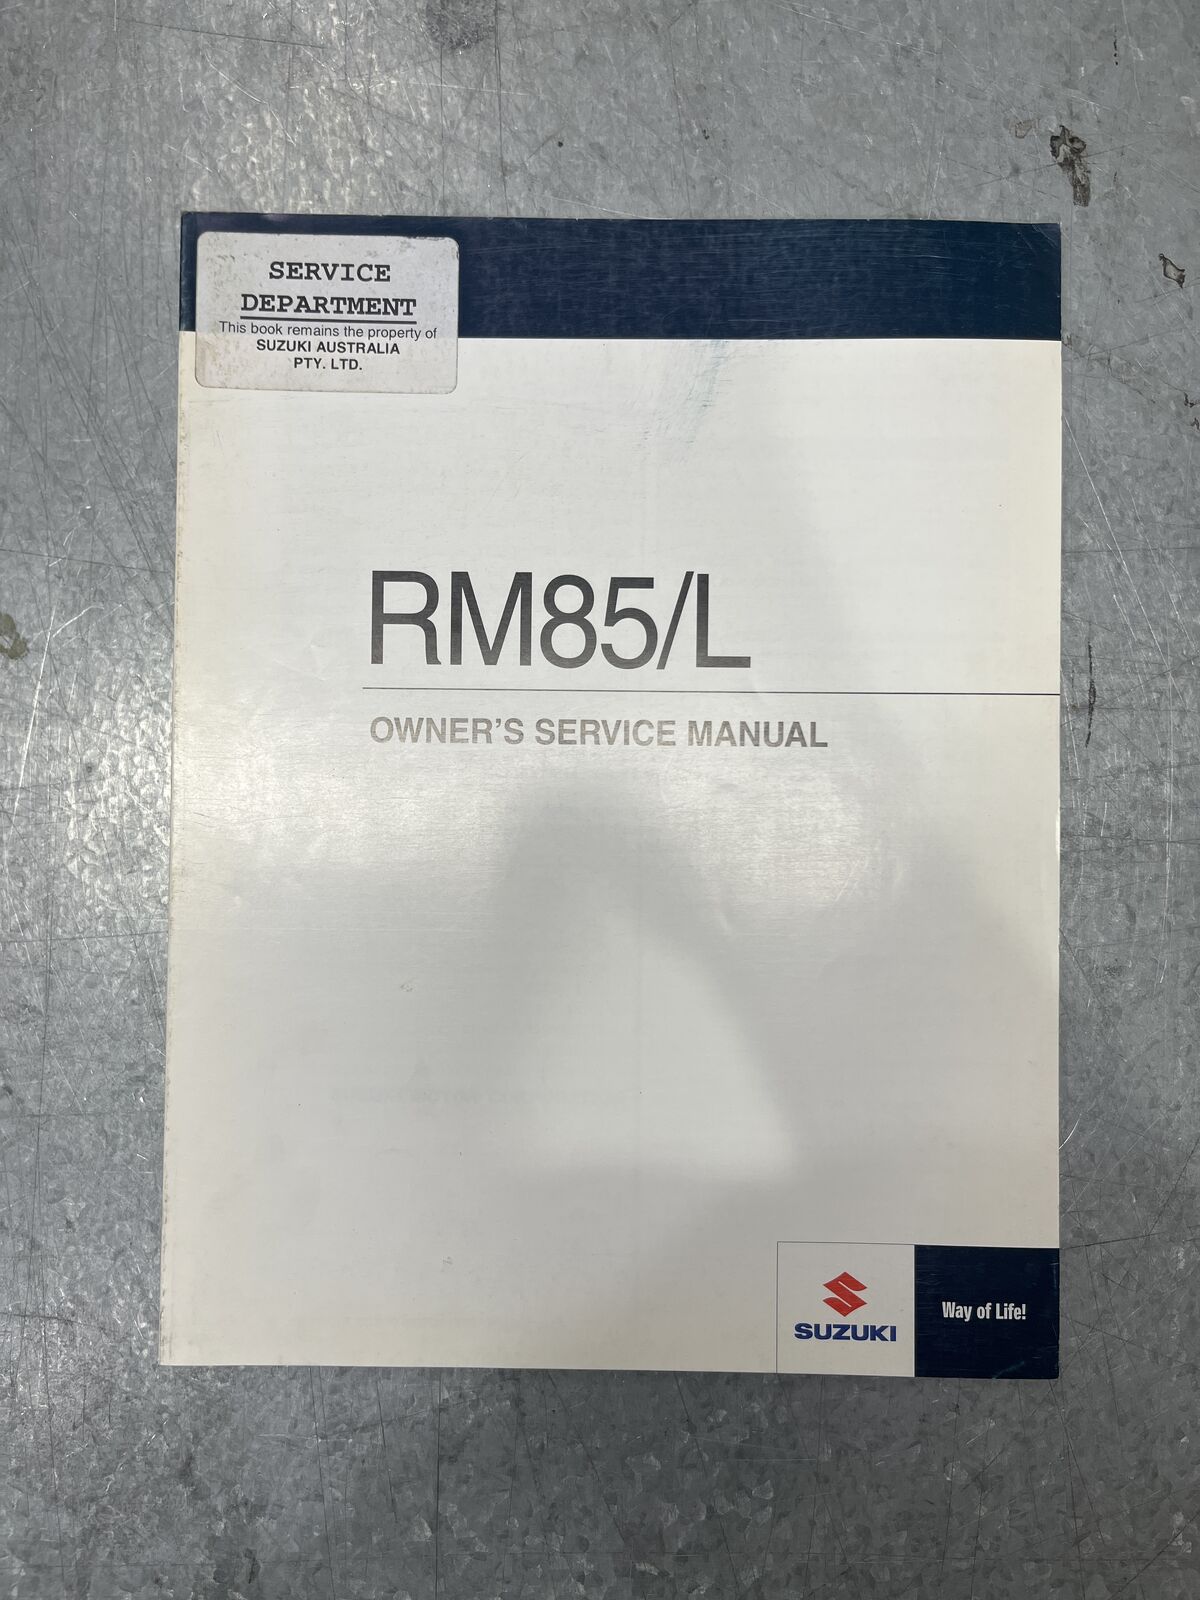 SERVICE
DEPARTMENT
This book remains the property of
SUZUKI AUSTRALIA
PTY. LTD.
RM85/L
OWNER'S SERVICE MANUAL
SUZUKI
Way of Life!